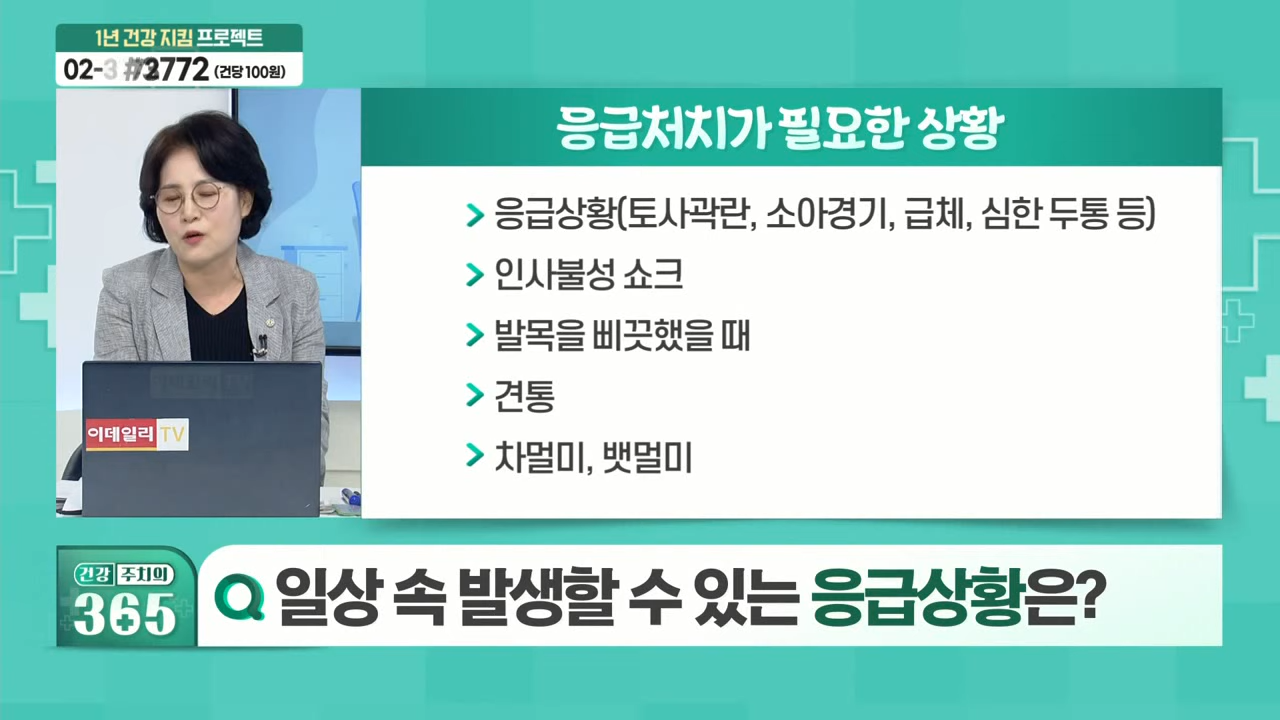 1년 건강 지킴 프로젝트
#3772 (건당 100원)
응급처치가 필요한 상황
응급상황(토사곽란, 소아경기, 급체, 심한 두통 등)
인사불성 쇼크
발목을 삐끗했을 때
견통
차멀미, 뱃멀미
이데일리TV
건강 주치의
365
Q 일상 속 발생할 수 있는 응급상황은?